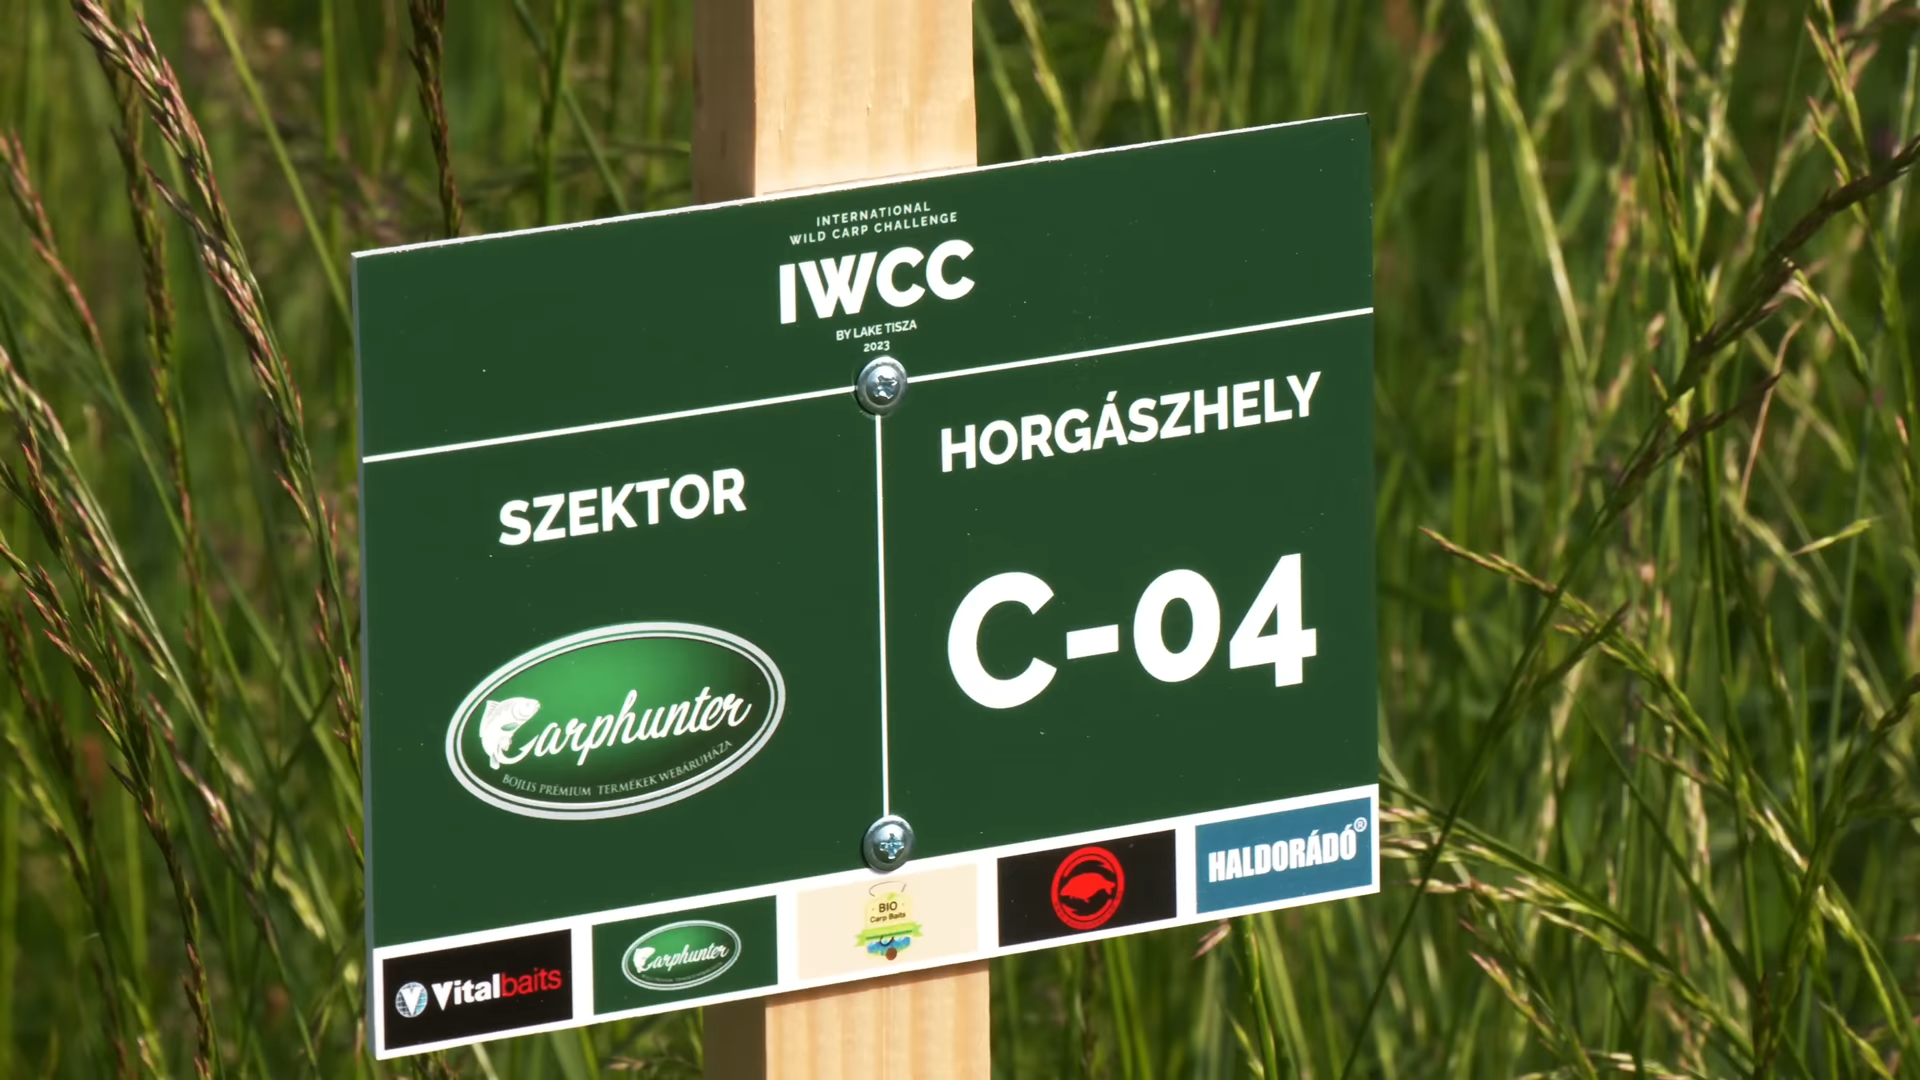 INTERNATIONAL
WILD CARP CHALLENGE
IWCC
BY LAKE TISZA
2023
SZEKTOR
Carphunter
BOJLIS PRÉMIUM TERMÉKEK WEBÁRUHÁZA
HORGÁSZHELY
C-04
Vitalbaits
Carphunter
BIO
Carp Baits
HALDORÁDÓ®